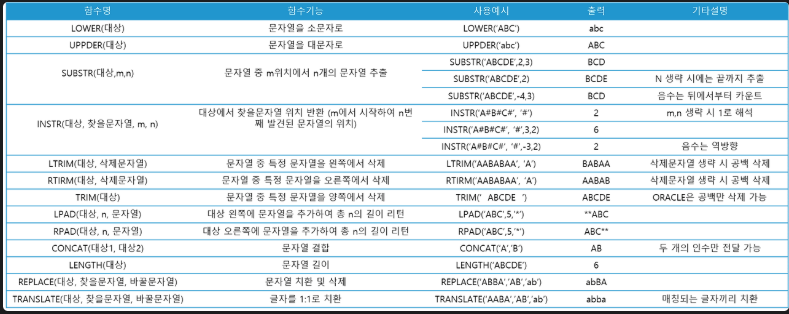 함수명 함수기능 사용예시 출력 기타설명
LOWER(대상) 문자열을 소문자로 LOWER('ABC') abc
UPPDER(대상) 문자열을 대문자로 UPPDER('abc') ABC
SUBSTR(대상,m,n) 문자열 중 m위치에서 n개의 문자열 추출 SUBSTR('ABCDE',2,3) BCD
SUBSTR('ABCDE',2) BCDE N 생략 시에는 끝까지 추출
SUBSTR('ABCDE',-4,3) BCD 음수는 뒤에서부터 카운트
INSTR(대상, 찾을문자열, m, n) 대상에서 찾을문자열 위치 반환 (m에서 시작하여 n번
째 발견된 문자열의 위치) INSTR('A#B#C#', '#') 2 m,n 생략 시 1로 해석
INSTR('A#B#C#', '#',3,2) 6
INSTR('A#B#C#', '#',-3,2) 2 음수는 역방향
LTRIM(대상, 삭제문자열) 문자열 중 특정 문자열을 왼쪽에서 삭제 LTRIM('AABABAA', 'A') BABAA 삭제문자열 생략 시 공백 삭제
RTIRM(대상, 삭제문자열) 문자열 중 특정 문자열을 오른쪽에서 삭제 RTIRM('AABABAA', 'A') AABAB 삭제문자열 생략 시 공백 삭제
TRIM(대상) 문자열 중 특정 문자열을 양쪽에서 삭제 TRIM(' ABCDE ') ABCDE ORACLE은 공백만 삭제 가능
LPAD(대상, n, 문자열) 대상 왼쪽에 문자열을 추가하여 총 n의 길이 리턴 LPAD('ABC',5,'*') **ABC
RPAD(대상, n, 문자열) 대상 오른쪽에 문자열을 추가하여 총 n의 길이 리턴 RPAD('ABC',5,'*') ABC**
CONCAT(대상1, 대상2) 문자열 결합 CONCAT('A','B') AB 두 개의 인수만 전달 가능
LENGTH(대상) 문자열 길이 LENGTH('ABCDE') 6
REPLACE(대상, 찾을문자열, 바꿀문자열) 문자열 치환 및 삭제 REPLACE('ABBA','AB','ab') abBA
TRANSLATE(대상, 찾을문자열, 바꿀문자열) 글자를 1:1로 치환 TRANSLATE('AABA','AB','ab') abba 매칭되는 글자끼리 치환